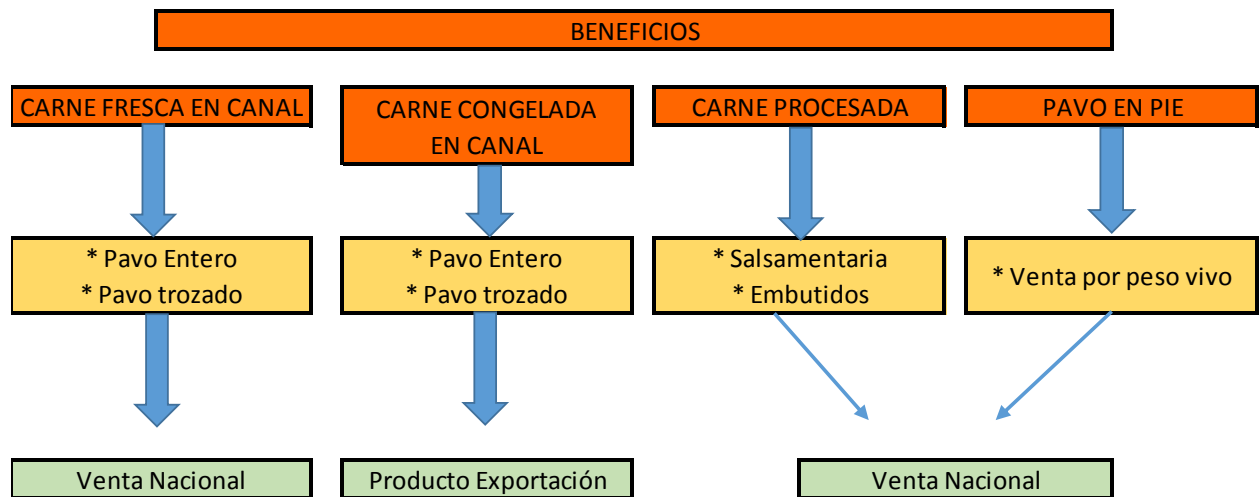 BENEFICIOS
CARNE FRESCA EN CANAL
CARNE CONGELADA
EN CANAL
CARNE PROCESADA
PAVO EN PIE
* Pavo Entero
* Pavo trozado
* Pavo Entero
* Pavo trozado
* Salsamentaria
* Embutidos
* Venta por peso vivo
Venta Nacional
Producto Exportación
Venta Nacional